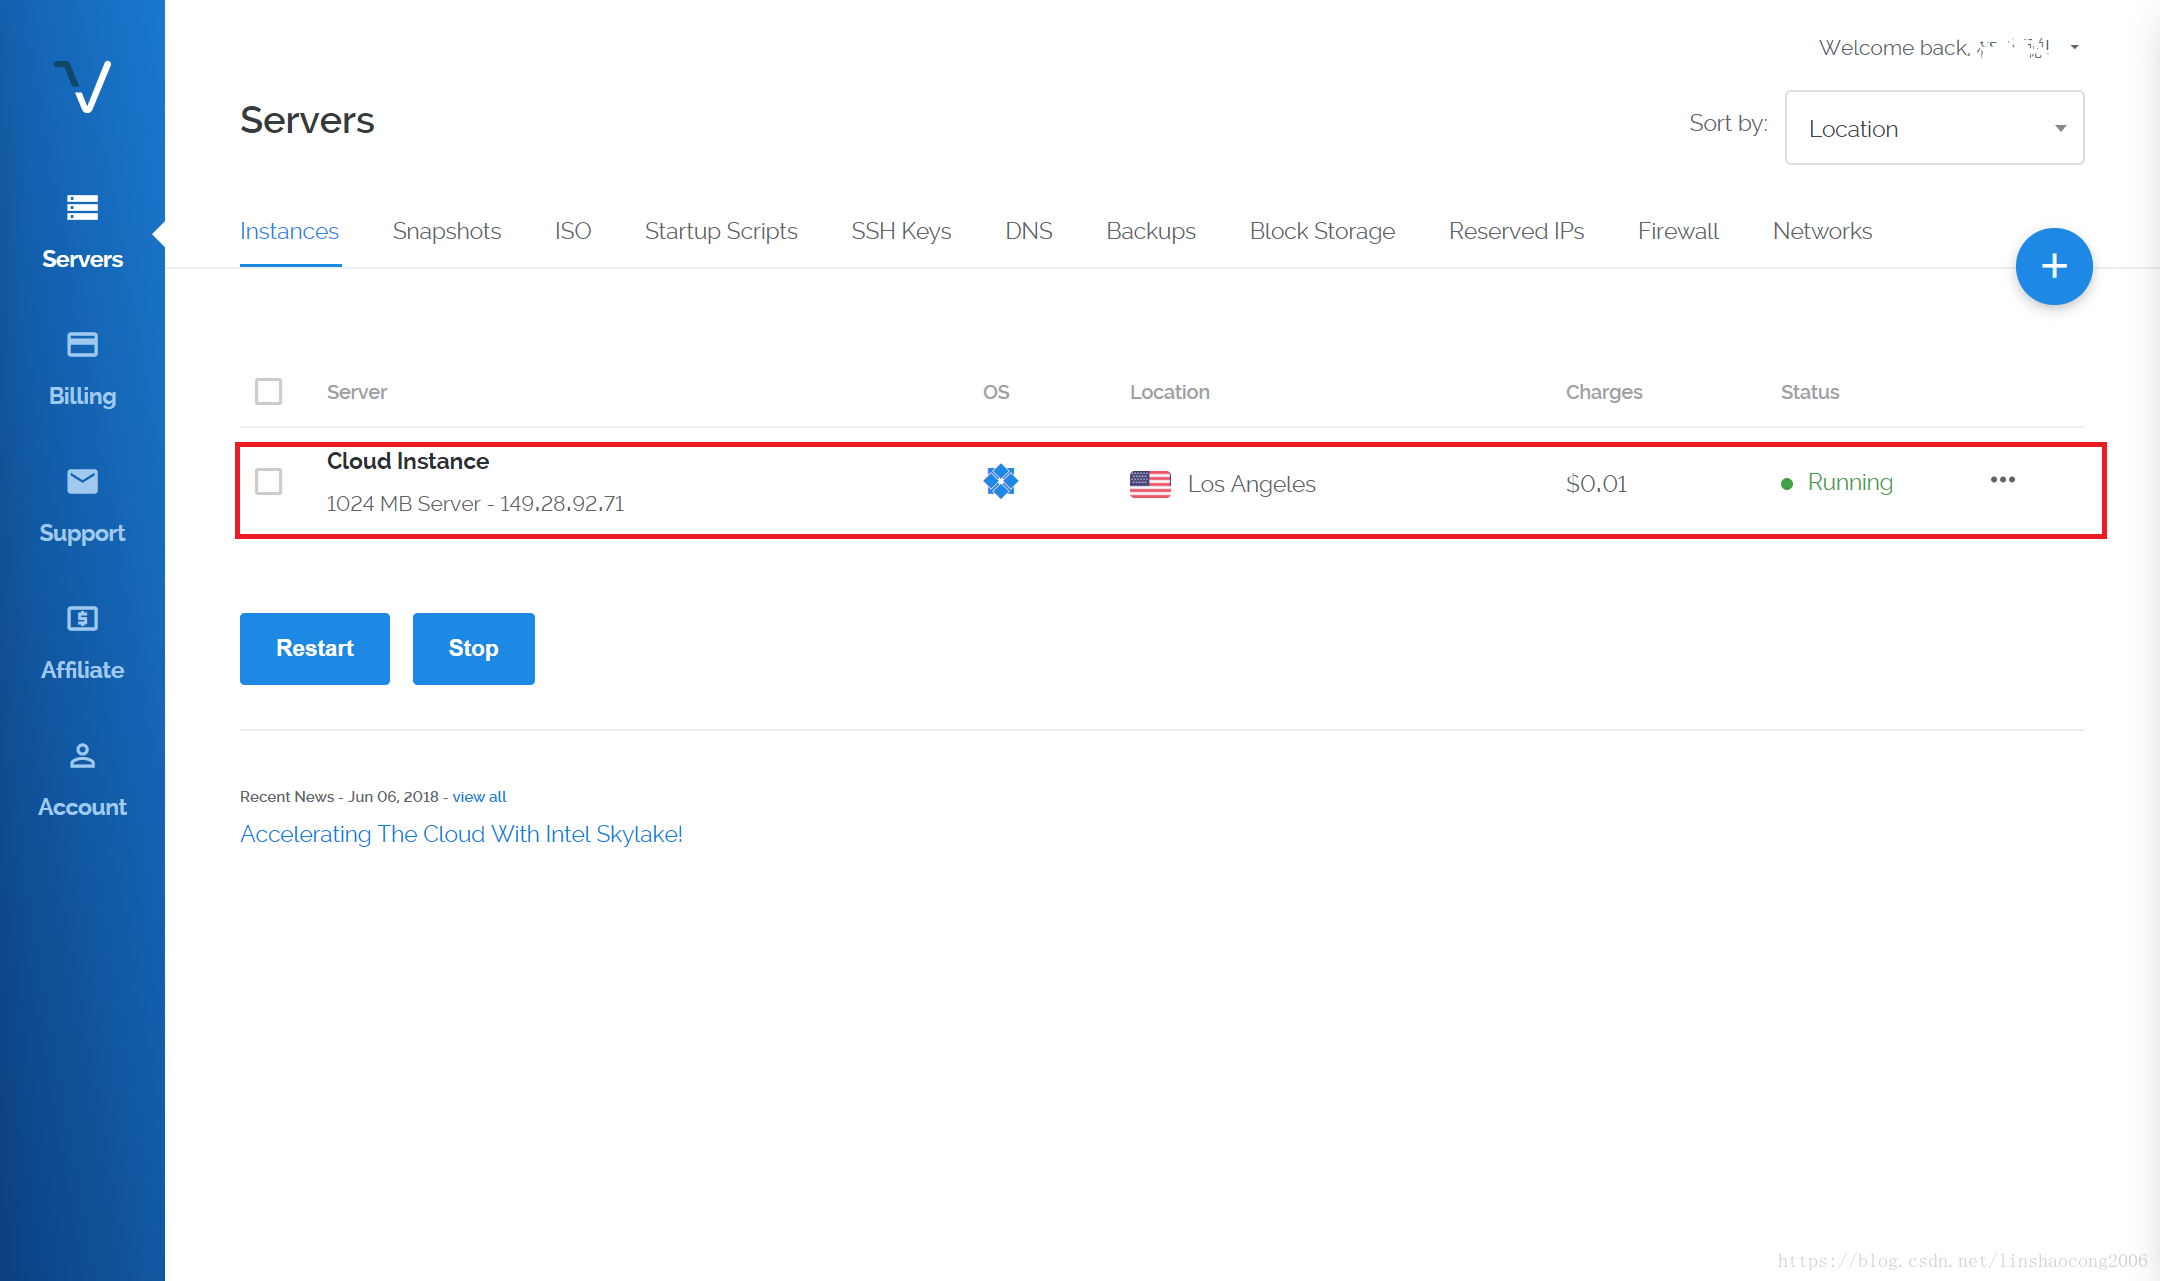 Welcome back,
Servers
Sort by: Location
Instances Snapshots ISO Startup Scripts SSH Keys DNS Backups Block Storage Reserved IPs Firewall Networks
+
Servers
Billing
Support
Affiliate
Account
Server OS Location Charges Status
Cloud Instance
1024 MB Server - 149.28.92.71
Los Angeles $0.01 Running
Restart Stop
Recent News - Jun 06, 2018 - view all
Accelerating The Cloud With Intel Skylake!
https://blog.csdn.net/linshaocong2006